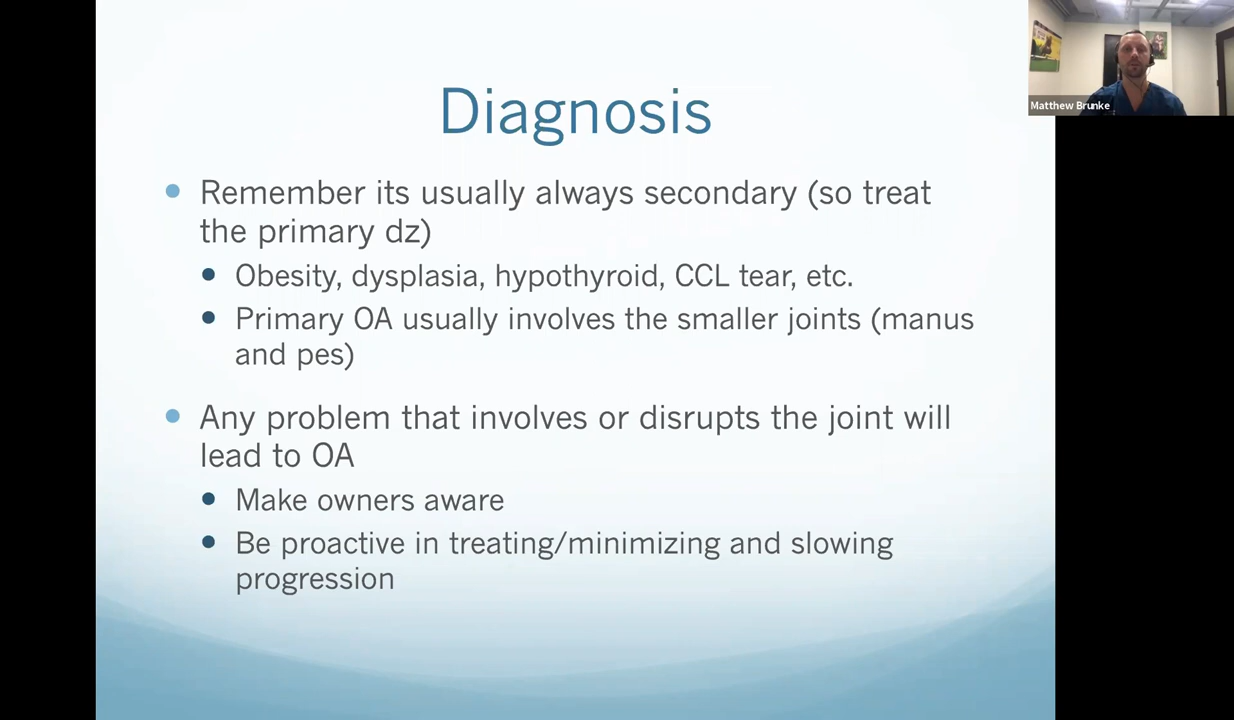 Diagnosis
Remember its usually always secondary (so treat
the primary dz)
Obesity, dysplasia, hypothyroid, CCL tear, etc.
Primary OA usually involves the smaller joints (manus
and pes)
Any problem that involves or disrupts the joint will
lead to OA
Make owners aware
Be proactive in treating/minimizing and slowing
progression
Matthew Brunke